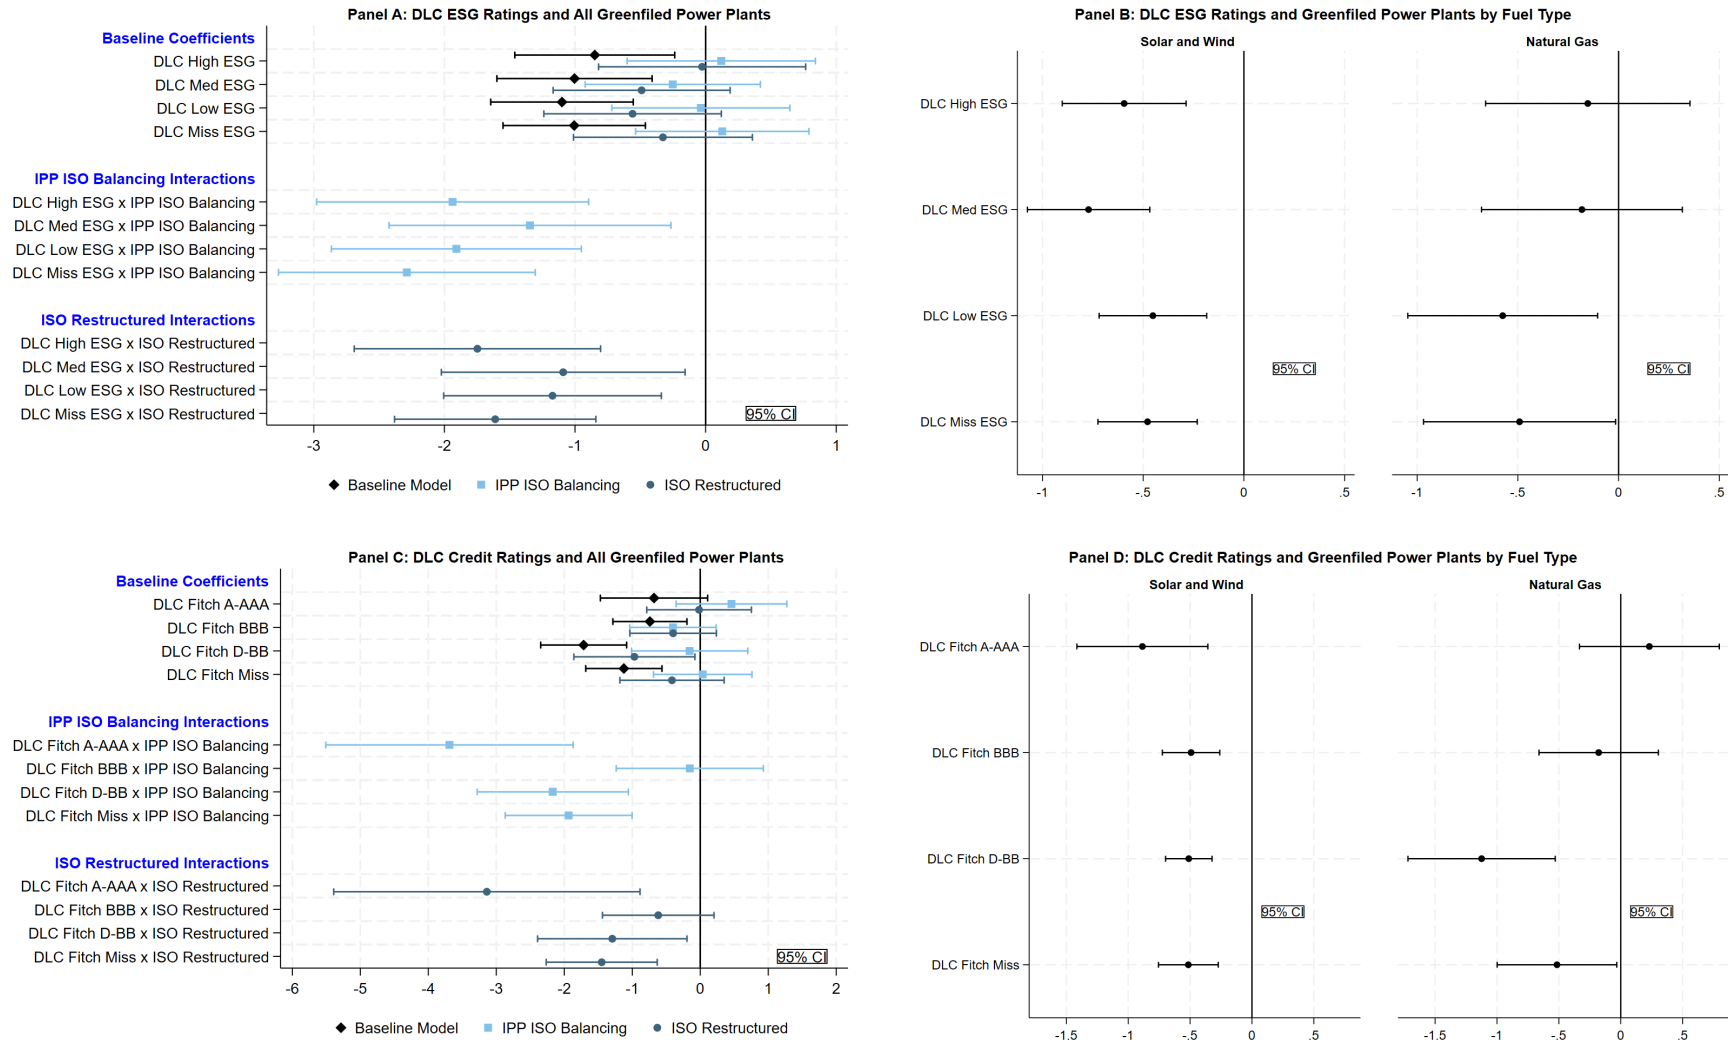 Panel A: DLC ESG Ratings and All Greenfiled Power Plants
Baseline Coefficients
DLC High ESG
DLC Med ESG
DLC Low ESG
DLC Miss ESG
IPP ISO Balancing Interactions
DLC High ESG x IPP ISO Balancing
DLC Med ESG x IPP ISO Balancing
DLC Low ESG x IPP ISO Balancing
DLC Miss ESG x IPP ISO Balancing
ISO Restructured Interactions
DLC High ESG x ISO Restructured
DLC Med ESG x ISO Restructured
DLC Low ESG x ISO Restructured
DLC Miss ESG x ISO Restructured
95% CI
-3 -2 -1 0 1
Baseline Model IPP ISO Balancing ISO Restructured
Panel B: DLC ESG Ratings and Greenfiled Power Plants by Fuel Type
Solar and Wind Natural Gas
DLC High ESG
DLC Med ESG
DLC Low ESG
95% CI 95% CI
DLC Miss ESG
-1 -.5 0 .5 -1 -.5 0 .5
Panel C: DLC Credit Ratings and All Greenfiled Power Plants
Baseline Coefficients
DLC Fitch A-AAA
DLC Fitch BBB
DLC Fitch D-BB
DLC Fitch Miss
IPP ISO Balancing Interactions
DLC Fitch A-AAA x IPP ISO Balancing
DLC Fitch BBB x IPP ISO Balancing
DLC Fitch D-BB x IPP ISO Balancing
DLC Fitch Miss x IPP ISO Balancing
ISO Restructured Interactions
DLC Fitch A-AAA x ISO Restructured
DLC Fitch BBB x ISO Restructured
DLC Fitch D-BB x ISO Restructured
DLC Fitch Miss x ISO Restructured
95% CI
-6 -5 -4 -3 -2 -1 0 1 2
Baseline Model IPP ISO Balancing ISO Restructured
Panel D: DLC Credit Ratings and Greenfiled Power Plants by Fuel Type
Solar and Wind Natural Gas
DLC Fitch A-AAA
DLC Fitch BBB
DLC Fitch D-BB
95% CI 95% CI
DLC Fitch Miss
-1.5 -1 -.5 0 .5 -1.5 -1 -.5 0 .5